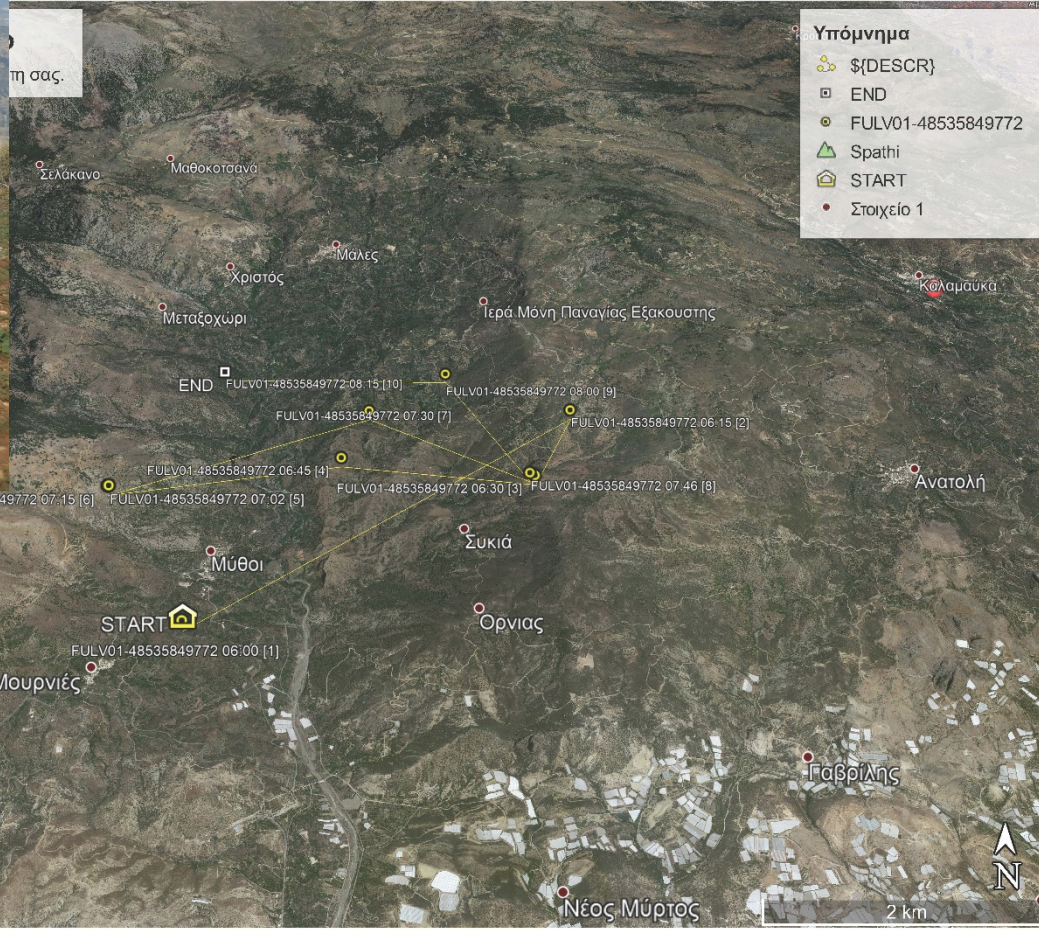 τη σας.
Υπόμνημα
${DESCR}
END
FULV01-48535849772
Spathi
START
Στοιχείο 1
Σελάκανο
Μαθοκοτσανά
Μάλες
Χριστός
Καλαμαύκα
Μεταξοχώρι
Ιερά Μόνη Παναγίας Εξακουστης
END
FULV01-48535849772 08:15 [10]
FULV01-48535849772 08:00 [9]
FULV01-48535849772 07:30 [7]
FULV01-48535849772 06:15 [2]
FULV01-48535849772 06:45 [4]
Ανατολή
FULV01-48535849772 06:30 [3]
FULV01-48535849772 07:46 [8]
49772 07:15 [6]
FULV01-48535849772 07:02 [5]
Συκιά
Μύθοι
START
Όρνιας
FULV01-48535849772 06:00 [1]
Μουρνιές
Γαβρίλης
Νέος Μύρτος
N
2 km